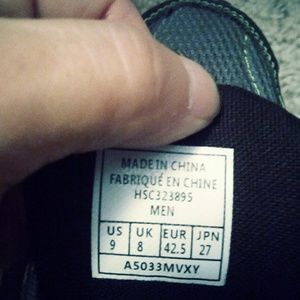 MADE IN CHINA
FABRIQUÉ EN CHINE
HSC323895
MEN
US UK EUR JPN
9 8 42.5 27
A5033MVXY